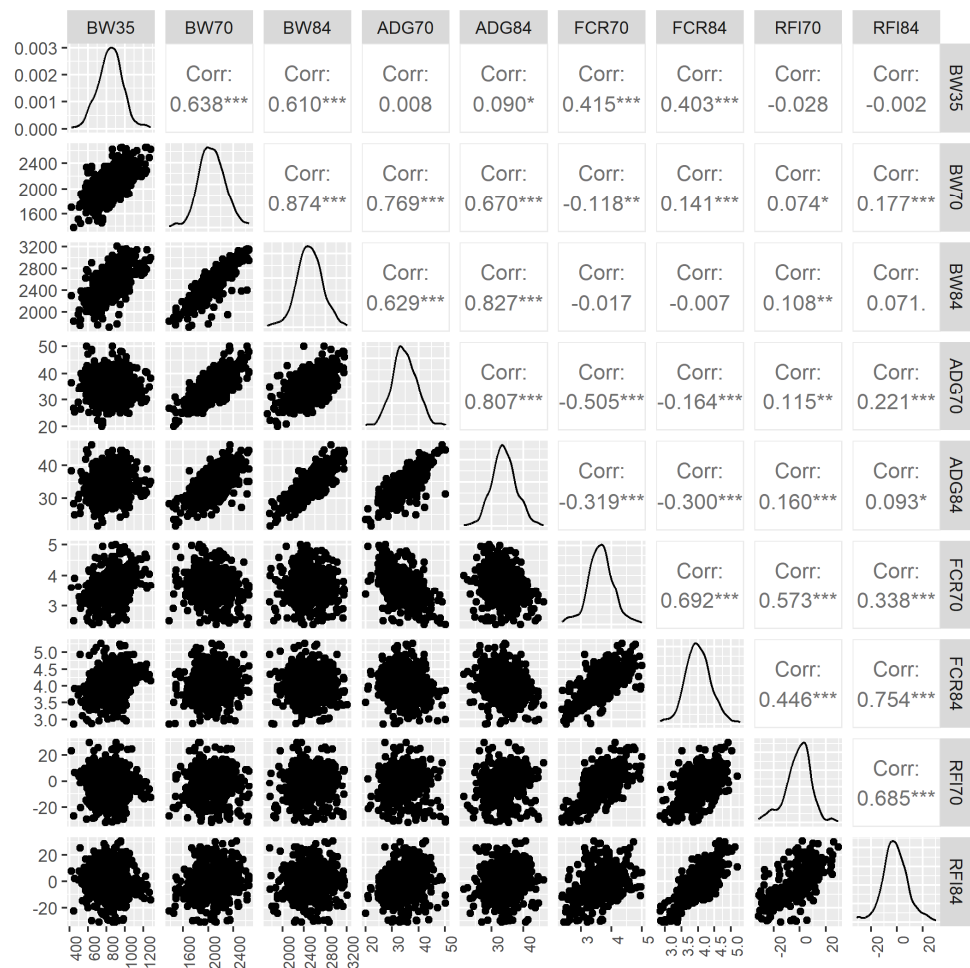 BW35 BW70 BW84 ADG70 ADG84 FCR70 FCR84 RFI70 RFI84
0.003
0.002
0.001
0.000
Corr: Corr: Corr: Corr: Corr: Corr: Corr: Corr:
0.638*** 0.610*** 0.008 0.090* 0.415*** 0.403*** -0.028 -0.002
BW35
2400
2000
1600
Corr: Corr: Corr: Corr: Corr: Corr: Corr:
0.874*** 0.769*** 0.670*** -0.118** 0.141*** 0.074* 0.177***
BW70
3200
2800
2400
2000
Corr: Corr: Corr: Corr: Corr: Corr:
0.629*** 0.827*** -0.017 -0.007 0.108** 0.071.
BW84
50
40
30
20
Corr: Corr: Corr: Corr: Corr:
0.807*** -0.505*** -0.164*** 0.115** 0.221***
ADG70
40
30
Corr: Corr: Corr: Corr:
-0.319*** -0.300*** 0.160*** 0.093*
ADG84
5
4
3
Corr: Corr: Corr:
0.692*** 0.573*** 0.338***
FCR70
5.0
4.5
4.0
3.5
3.0
Corr: Corr:
0.446*** 0.754***
FCR84
20
0
-20
Corr:
0.685***
RFI70
20
0
-20
RFI84
400 600 800 1000 1200 1600 2000 2400 2000 2400 2800 3200 20 30 40 50 30 40 3 4 5 3.0 3.5 4.0 4.5 5.0 -20 0 20 -20 0 20